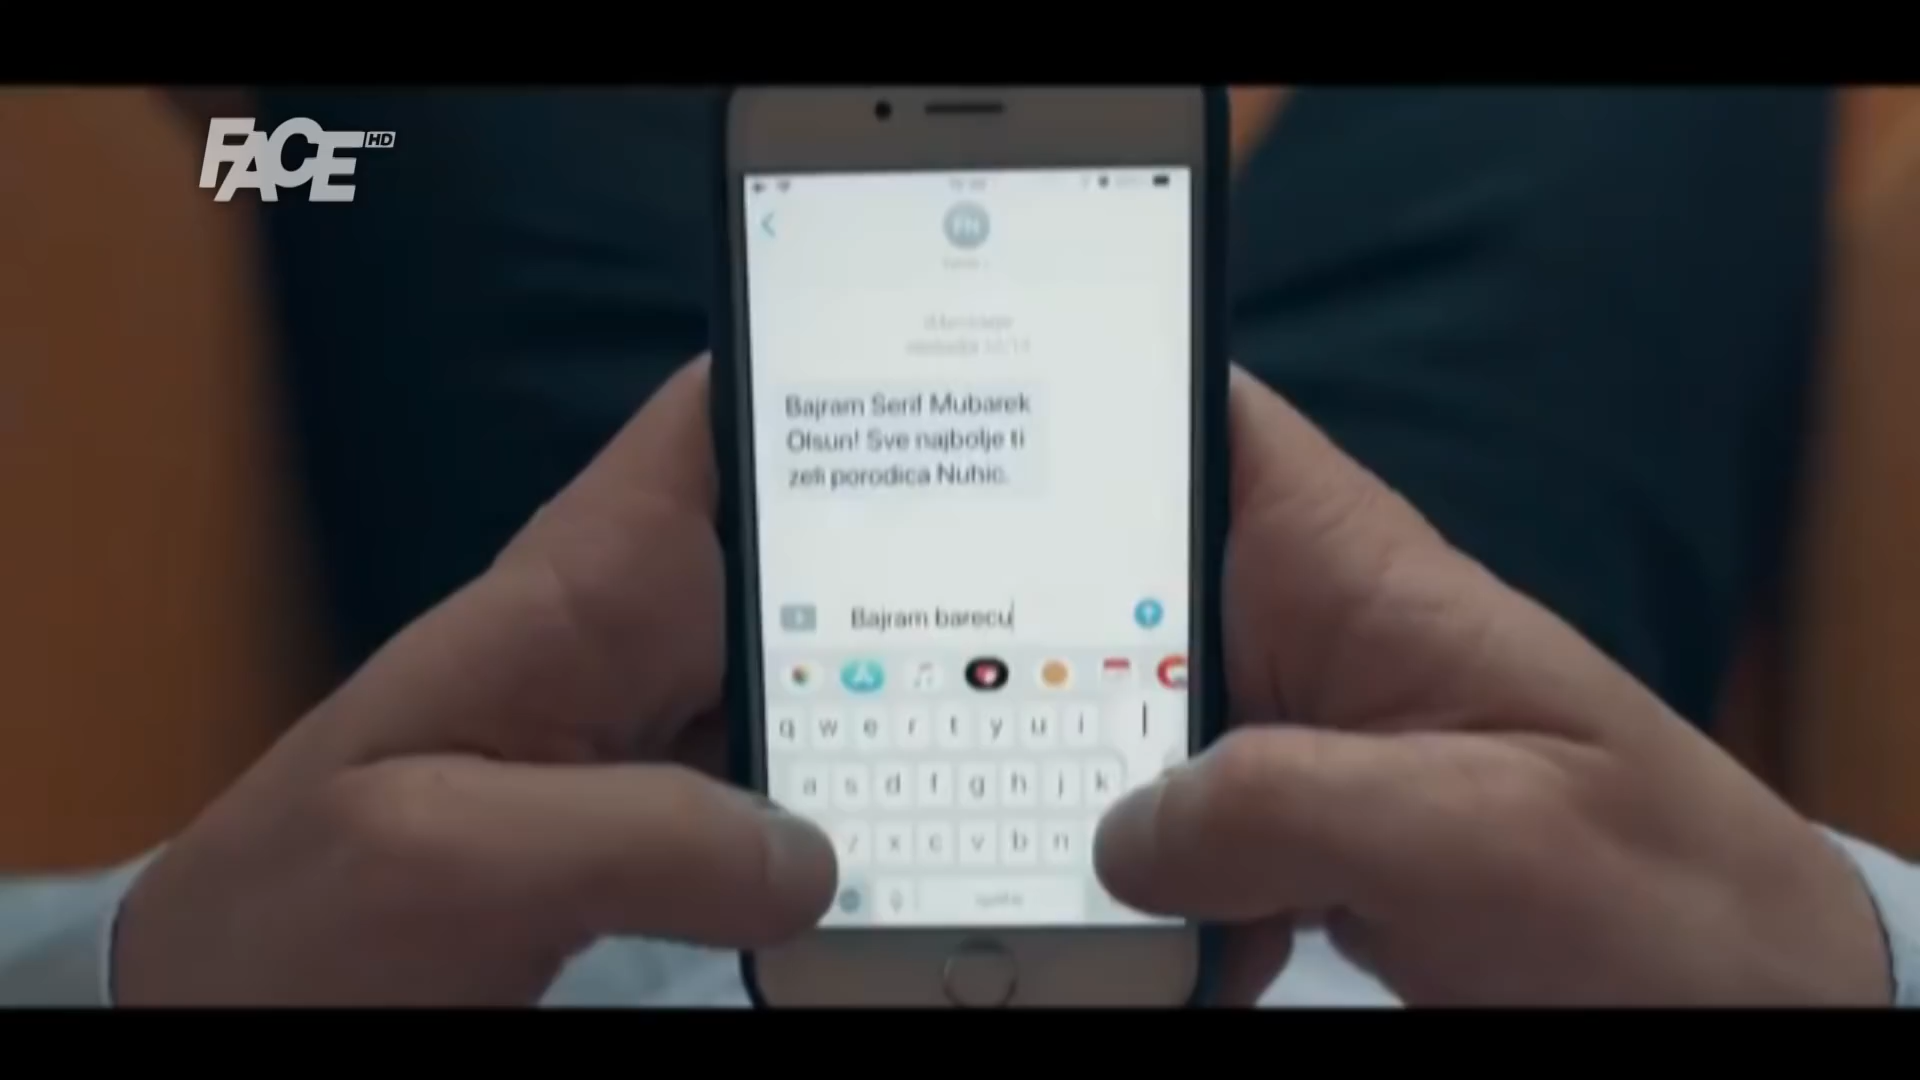 FACE HD
Bajram Serif Mubarek
Olsun! Sve najbolje ti
zeli porodica Nuhic.
Bajram barecu
q w e r t y u i
a s d f g h j k
z x c v b n